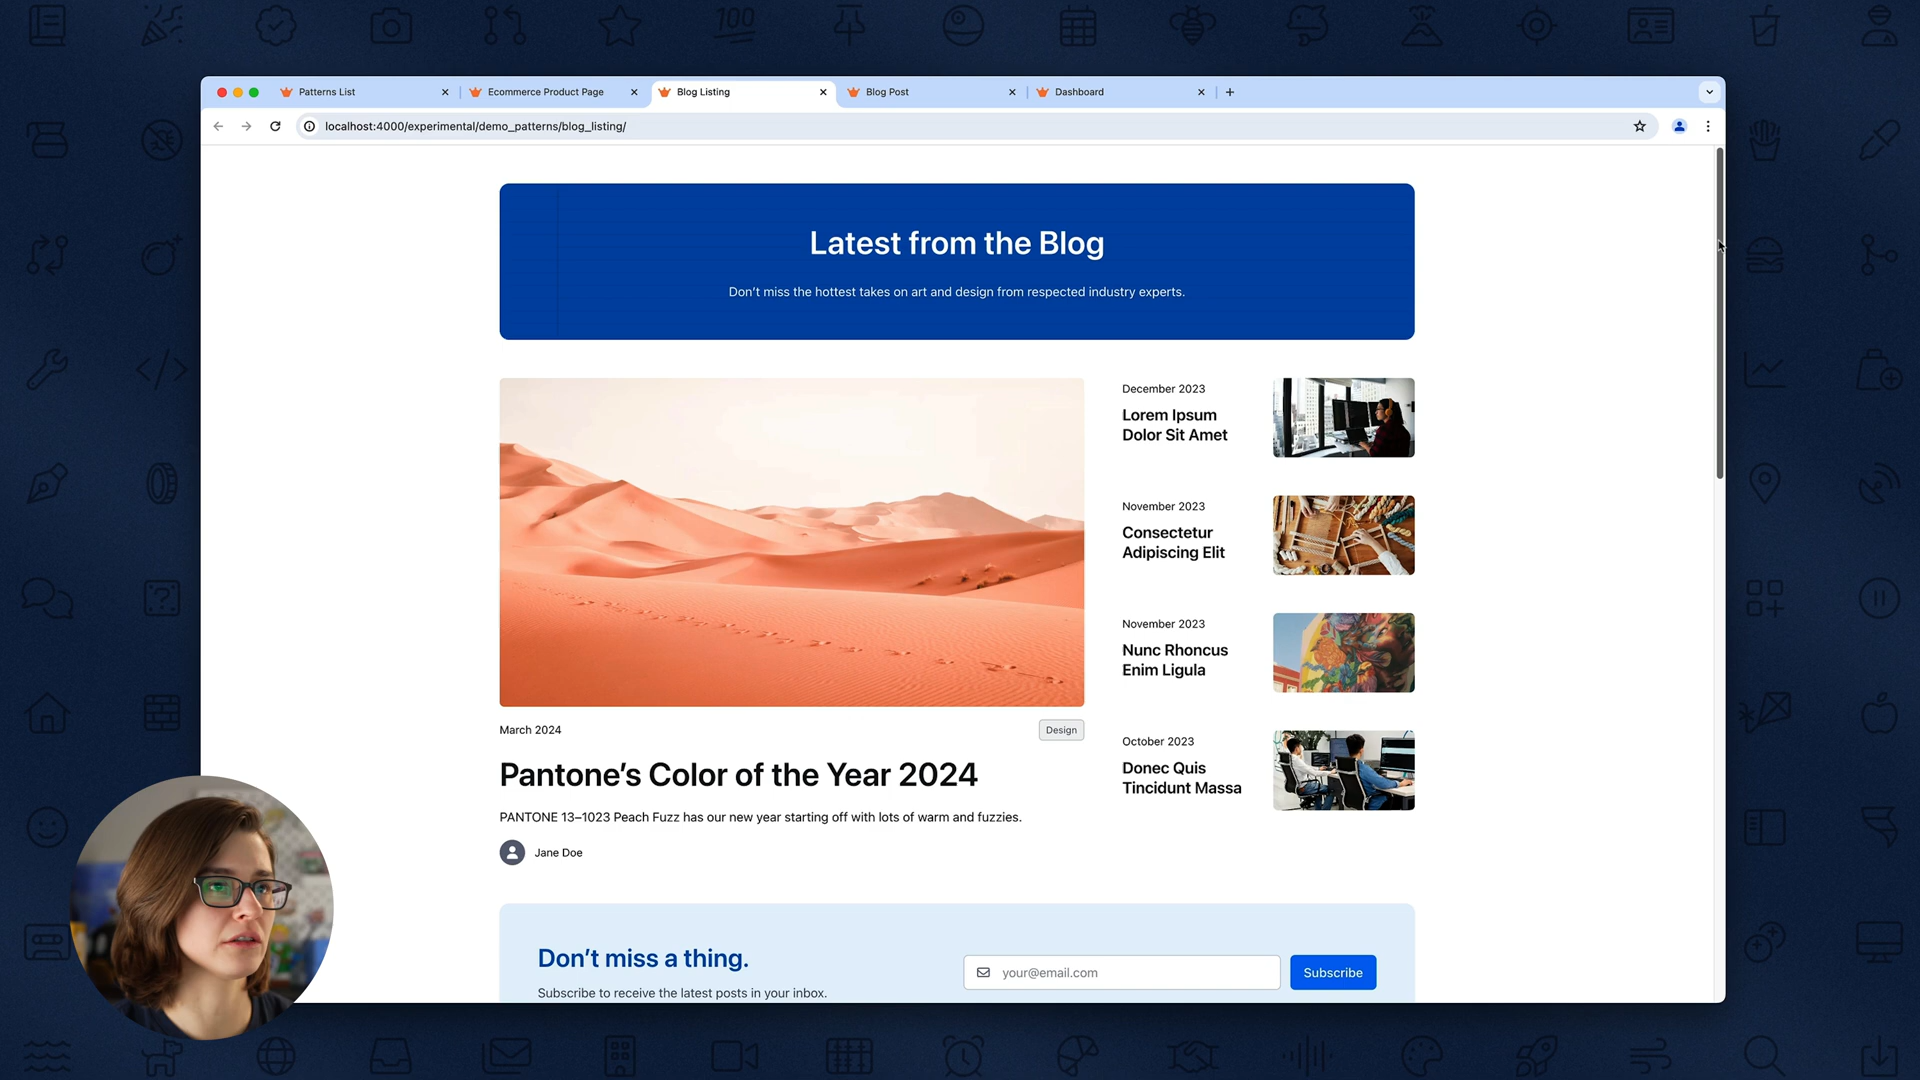 100
Patterns List
Ecommerce Product Page
Blog Listing
Blog Post
Dashboard
localhost:4000/experimental/demo_patterns/blog_listing/
Latest from the Blog
Don’t miss the hottest takes on art and design from respected industry experts.
March 2024
Design
Pantone’s Color of the Year 2024
PANTONE 13–1023 Peach Fuzz has our new year starting off with lots of warm and fuzzies.
Jane Doe
December 2023
Lorem Ipsum
Dolor Sit Amet
November 2023
Consectetur
Adipiscing Elit
November 2023
Nunc Rhoncus
Enim Ligula
October 2023
Donec Quis
Tincidunt Massa
Don’t miss a thing.
Subscribe to receive the latest posts in your inbox.
your@email.com
Subscribe